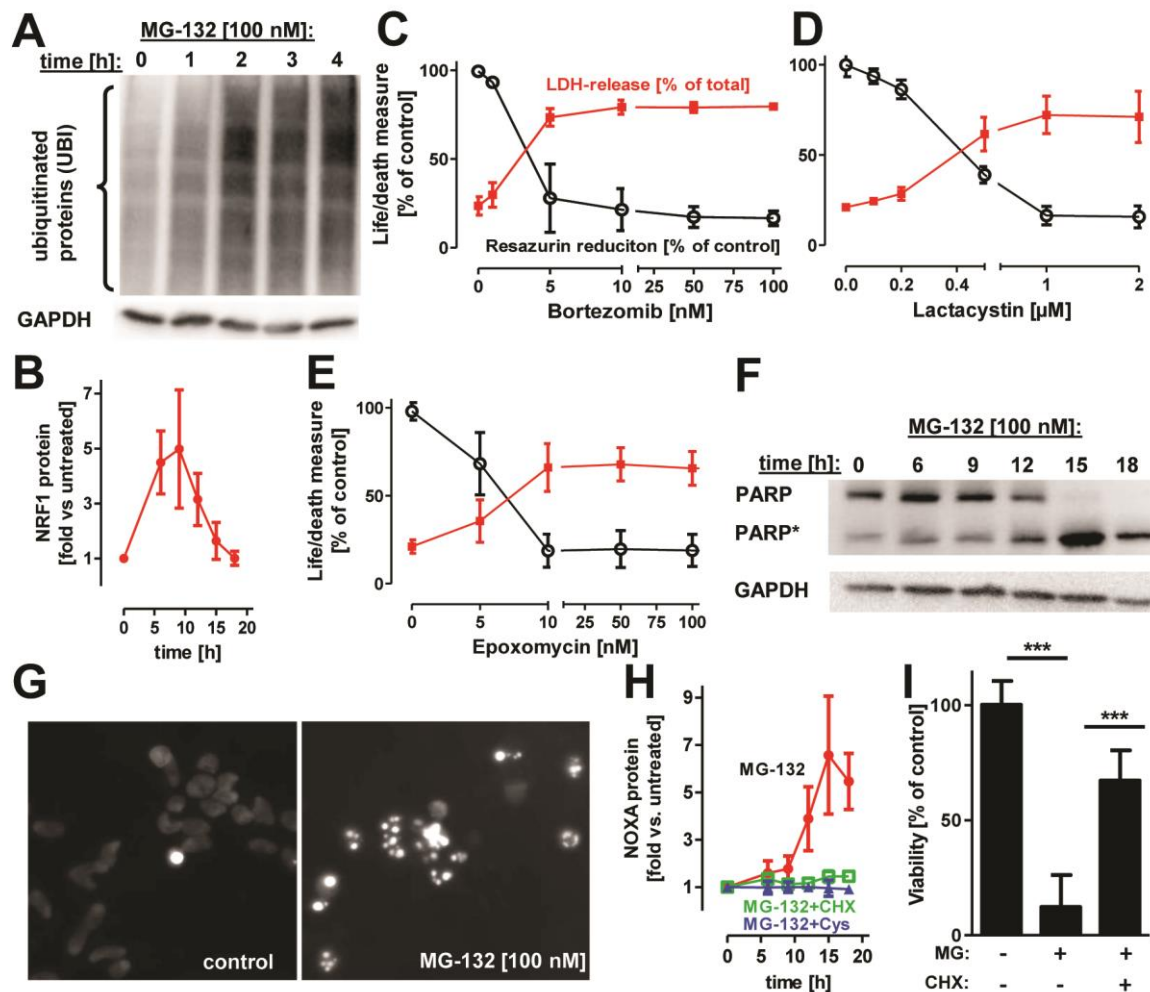 A
MG-132 [100 nM]:
time [h]: 0 1 2 3 4
ubiquitinated
proteins (UBI)
GAPDH
B
NRF1 protein
[fold vs untreated]
7
5
3
1
0 5 10 15 20
time [h]
C
Life/death measure
[% of control]
100
50
0
LDH-release [% of total]
Resazurin reduciton [% of control]
0 5 10 25 50 75 100
Bortezomib [nM]
D
100
50
0
0.0 0.2 0.4 1 2
Lactacystin [µM]
E
Life/death measure
[% of control]
100
50
0
0 5 10 25 50 75 100
Epoxomycin [nM]
F
MG-132 [100 nM]:
time [h]: 0 6 9 12 15 18
PARP
PARP*
GAPDH
G
control
MG-132 [100 nM]
H
NOXA protein
[fold vs. untreated]
9
7
5
3
1
MG-132
MG-132+CHX
MG-132+Cys
0 5 10 15 20
time [h]
I
Viability [% of control]
100
50
0
***
***
MG: - + +
CHX: - - +